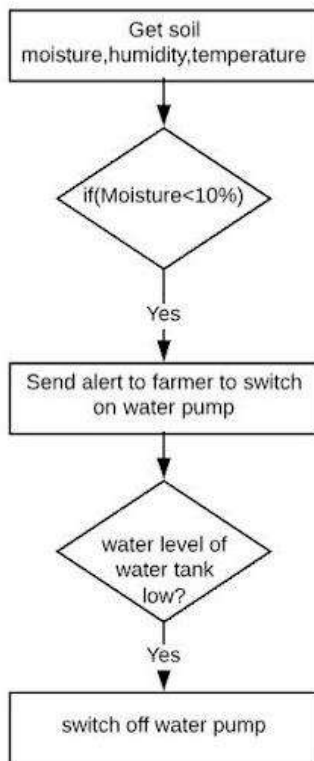 Get soil
moisture,humidity,temperature
if(Moisture<10%)
Yes
Send alert to farmer to switch
on water pump
water level of
water tank
low?
Yes
switch off water pump